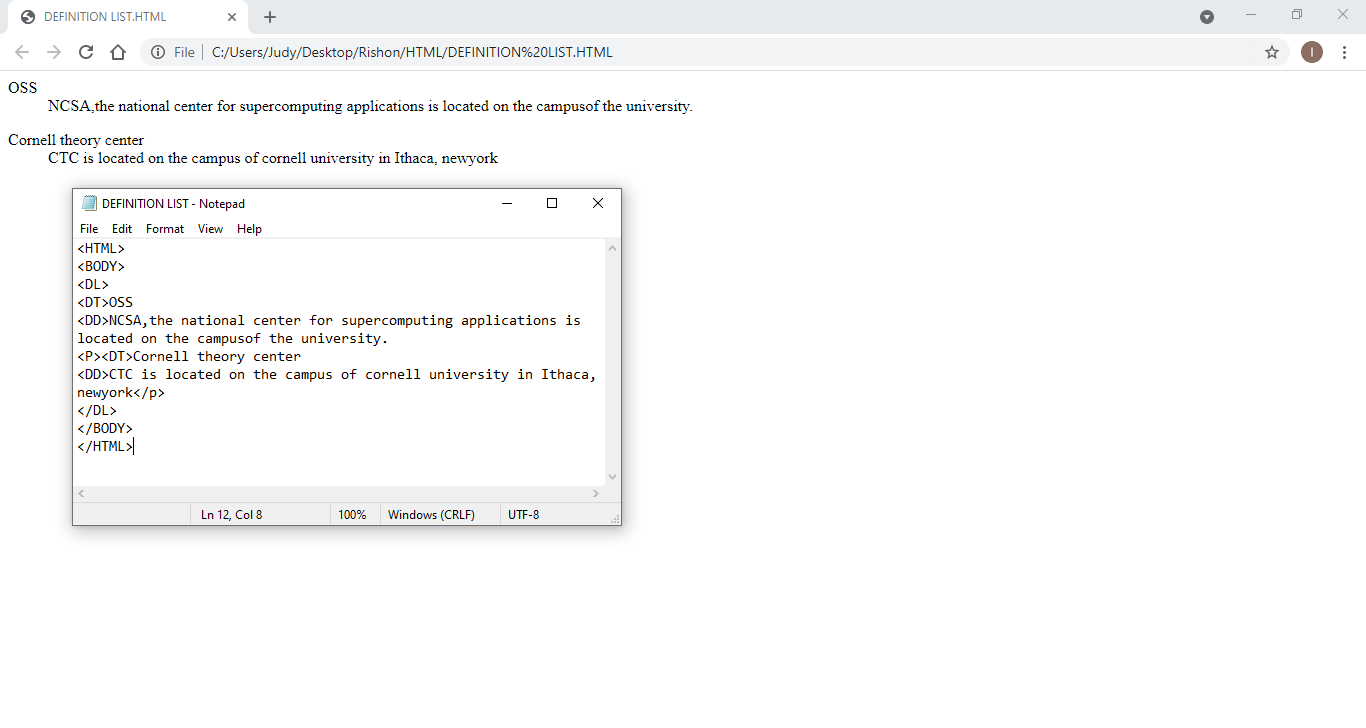 DEFINITION LIST.HTML
File C:/Users/Judy/Desktop/Rishon/HTML/DEFINITION%20LIST.HTML
I
OSS
NCSA,the national center for supercomputing applications is located on the campusof the university.
Cornell theory center
CTC is located on the campus of cornell university in Ithaca, newyork
DEFINITION LIST - Notepad
File Edit Format View Help
<HTML>
<BODY>
<DL>
<DT>OSS
<DD>NCSA,the national center for supercomputing applications is
located on the campusof the university.
<P><DT>Cornell theory center
<DD>CTC is located on the campus of cornell university in Ithaca,
newyork</p>
</DL>
</BODY>
</HTML>
Ln 12, Col 8 100% Windows (CRLF) UTF-8